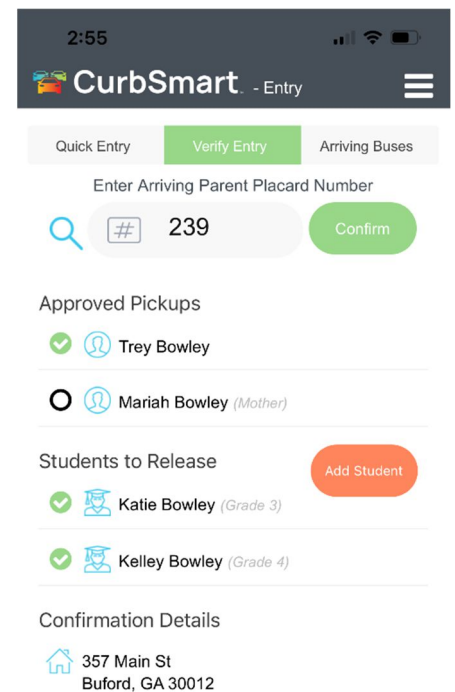 2:55
CurbSmart. - Entry
Quick Entry Verify Entry Arriving Buses
Enter Arriving Parent Placard Number
# 239 Confirm
Approved Pickups
Trey Bowley
Mariah Bowley (Mother)
Students to Release Add Student
Katie Bowley (Grade 3)
Kelley Bowley (Grade 4)
Confirmation Details
357 Main St
Buford, GA 30012